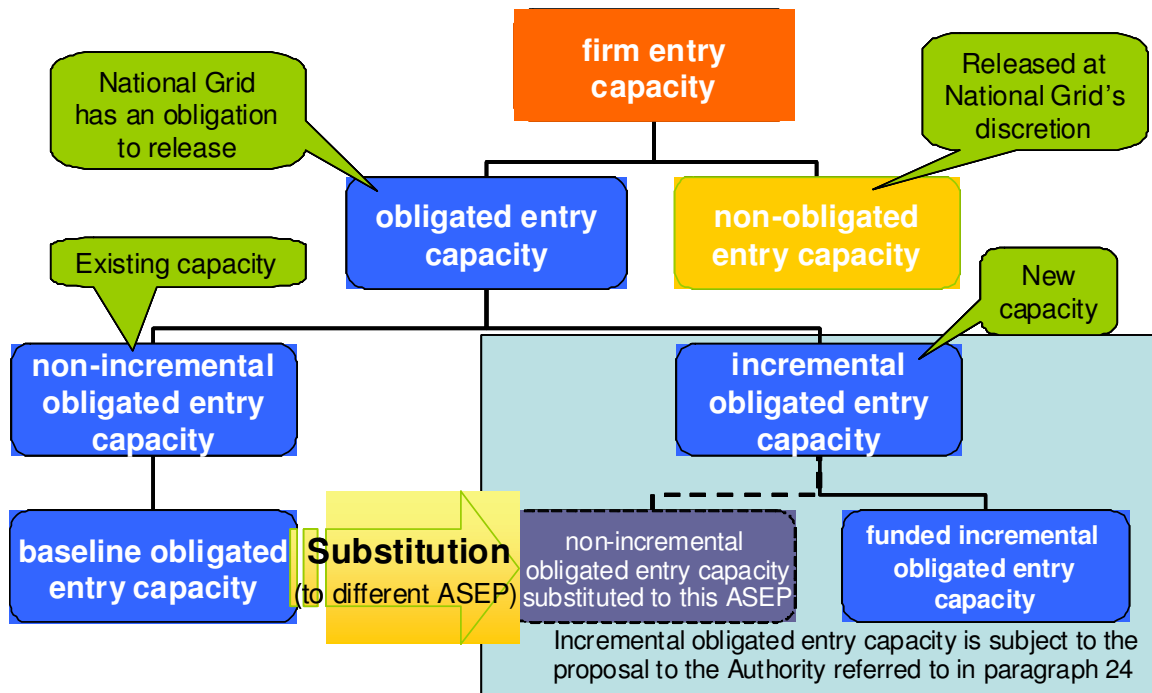 firm entry
capacity
National Grid
has an obligation
to release
Released at
National Grid's
discretion
obligated entry
capacity
non-obligated
entry capacity
Existing capacity
New
capacity
non-incremental
obligated entry
capacity
incremental
obligated entry
capacity
baseline obligated
entry capacity
Substitution
(to different ASEP)
non-incremental
obligated entry capacity
substituted to this ASEP
funded incremental
obligated entry
capacity
Incremental obligated entry capacity is subject to the
proposal to the Authority referred to in paragraph 24